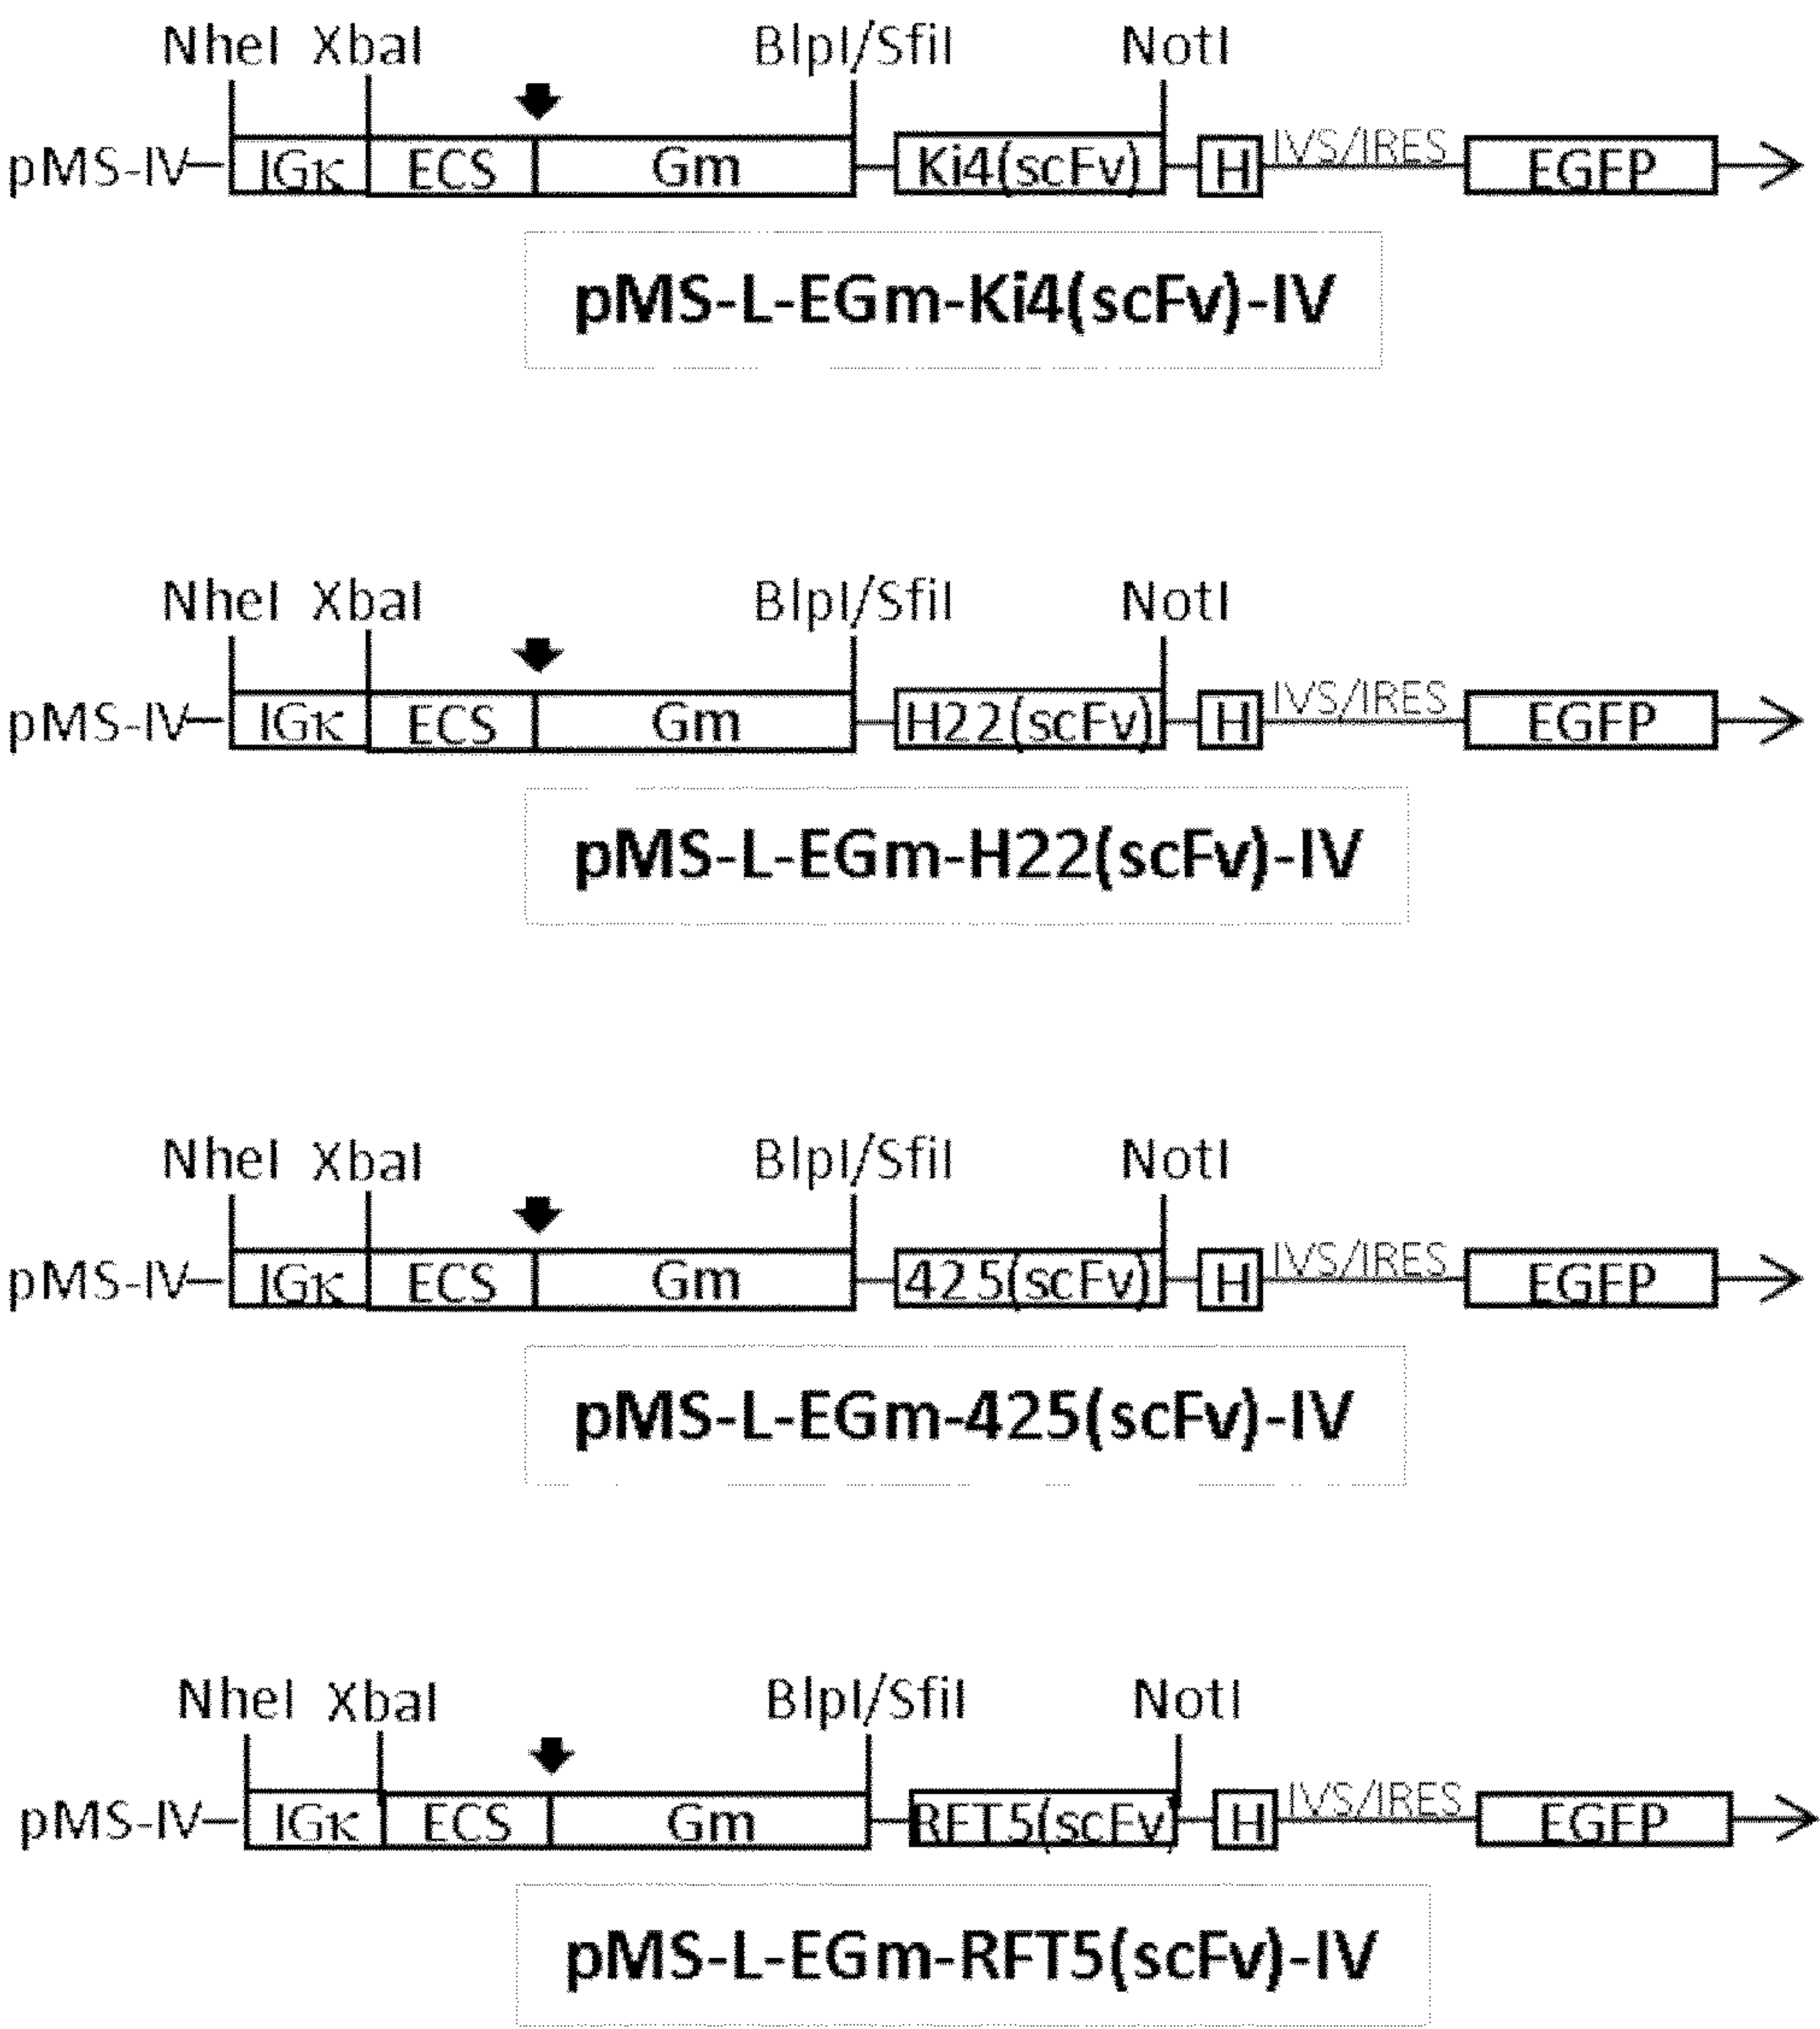 NheI XbaI BlpI/SfiI NotI
pMS-IV IGκ ECS Gm Ki4(scFv) H IVS/IRES EGFP
pMS-L-EGm-Ki4(scFv)-IV
NheI XbaI BlpI/SfiI NotI
pMS-IV IGκ ECS Gm H22(scFv) H IVS/IRES EGFP
pMS-L-EGm-H22(scFv)-IV
NheI XbaI BlpI/SfiI NotI
pMS-IV IGκ ECS Gm 425(scFv) H IVS/IRES EGFP
pMS-L-EGm-425(scFv)-IV
NheI XbaI BlpI/SfiI NotI
pMS-IV IGκ ECS Gm RFT5(scFv) H IVS/IRES EGFP
pMS-L-EGm-RFT5(scFv)-IV